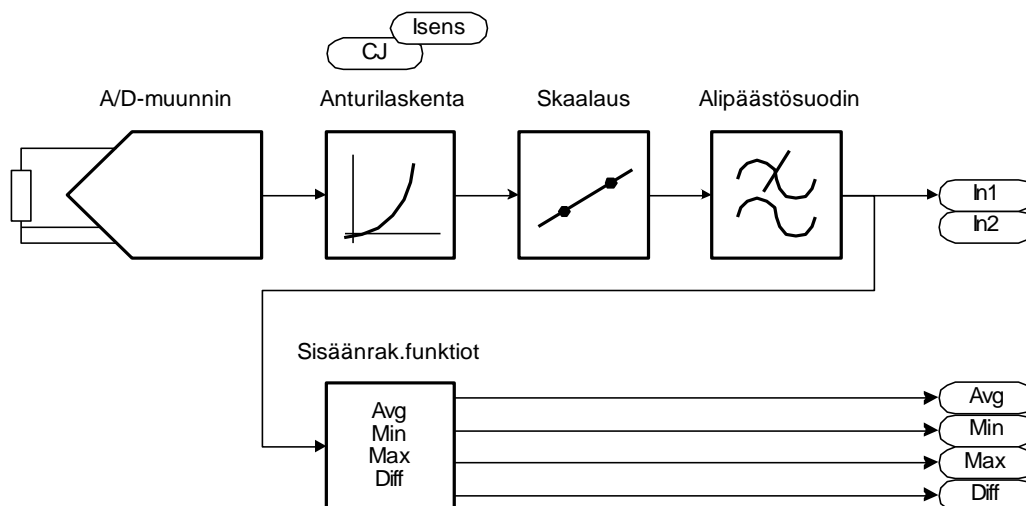 Isens
CJ
A/D-muunnin
Anturilaskenta
Skaalaus
Alipäästösuodin
In1
In2
Sisäänrak.funktiot
Avg
Min
Max
Diff
Avg
Min
Max
Diff